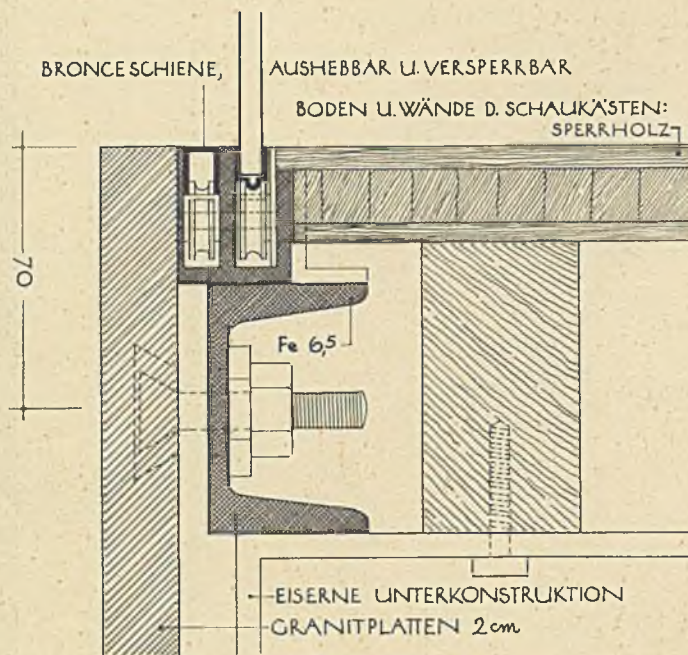 BRONCESCHIENE, AUSHEBBAR U. VERSPERRBAR
BODEN U. WÄNDE D. SCHAUKÄSTEN:
SPERRHOLZ
70
Fe 6,5
EISERNE UNTERKONSTRUKTION
GRANITPLATTEN 2cm